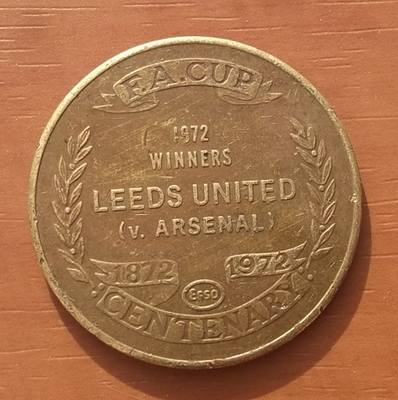 F.A. CUP
1972
WINNERS
LEEDS UNITED
(v. ARSENAL)
1872 1972
ESSO
CENTENARY